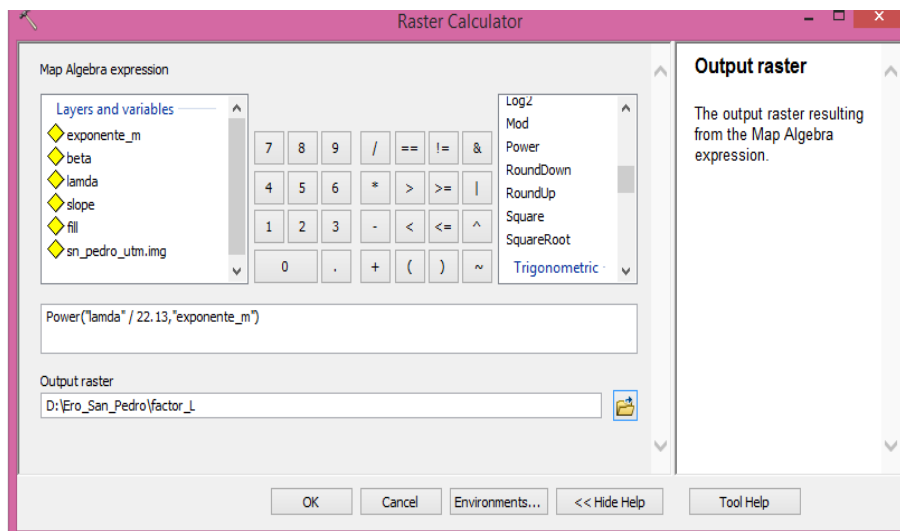 Raster Calculator
Map Algebra expression
Layers and variables
exponente_m
beta
lamda
slope
fill
sn_pedro_utm.img
7 8 9 / == != &
4 5 6 * > >= |
1 2 3 - < <= ^
0 . + ( ) ~
Log2
Mod
Power
RoundDown
RoundUp
Square
SquareRoot
Trigonometric
Power("lamda" / 22.13,"exponente_m")
Output raster
D:\Ero_San_Pedro\factor_L
OK
Cancel
Environments...
<< Hide Help
Tool Help
Output raster
The output raster resulting
from the Map Algebra
expression.